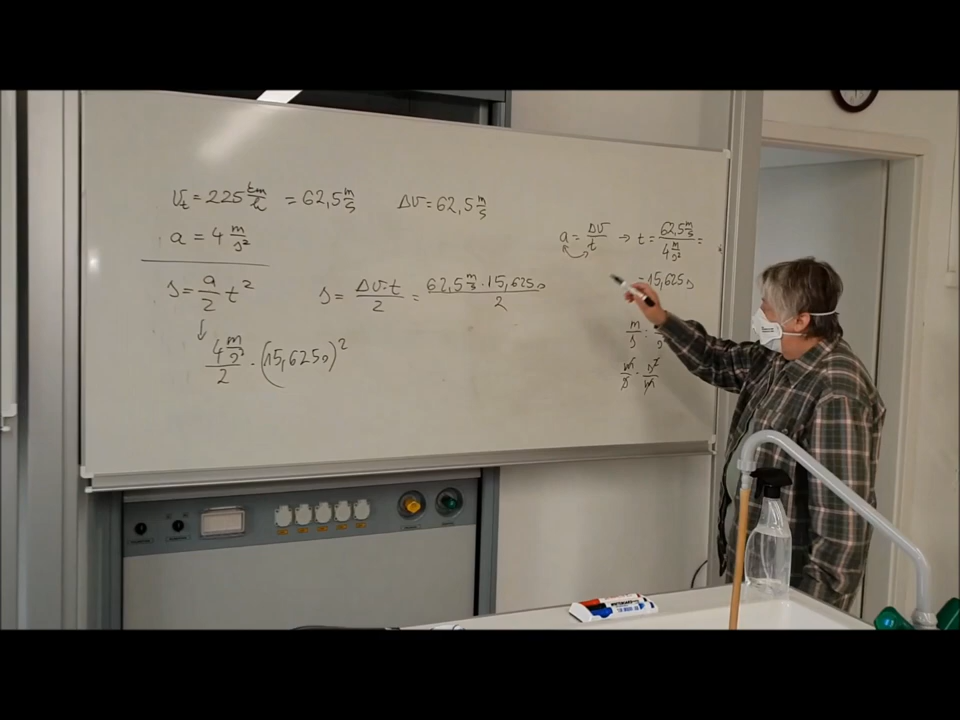 v_t = 225 km/h = 62,5 m/s   Δv = 62,5 m/s
a = 4 m/s²
s = a/2 t²
s = Δv·t/2 = 62,5 m/s · 15,625 s/2
4 m/s²/2 · (15,625 s)²
a = Δv/t → t = 62,5 m/s / 4 m/s² =
= 15,625 s
m/s :
m/s · s²/m